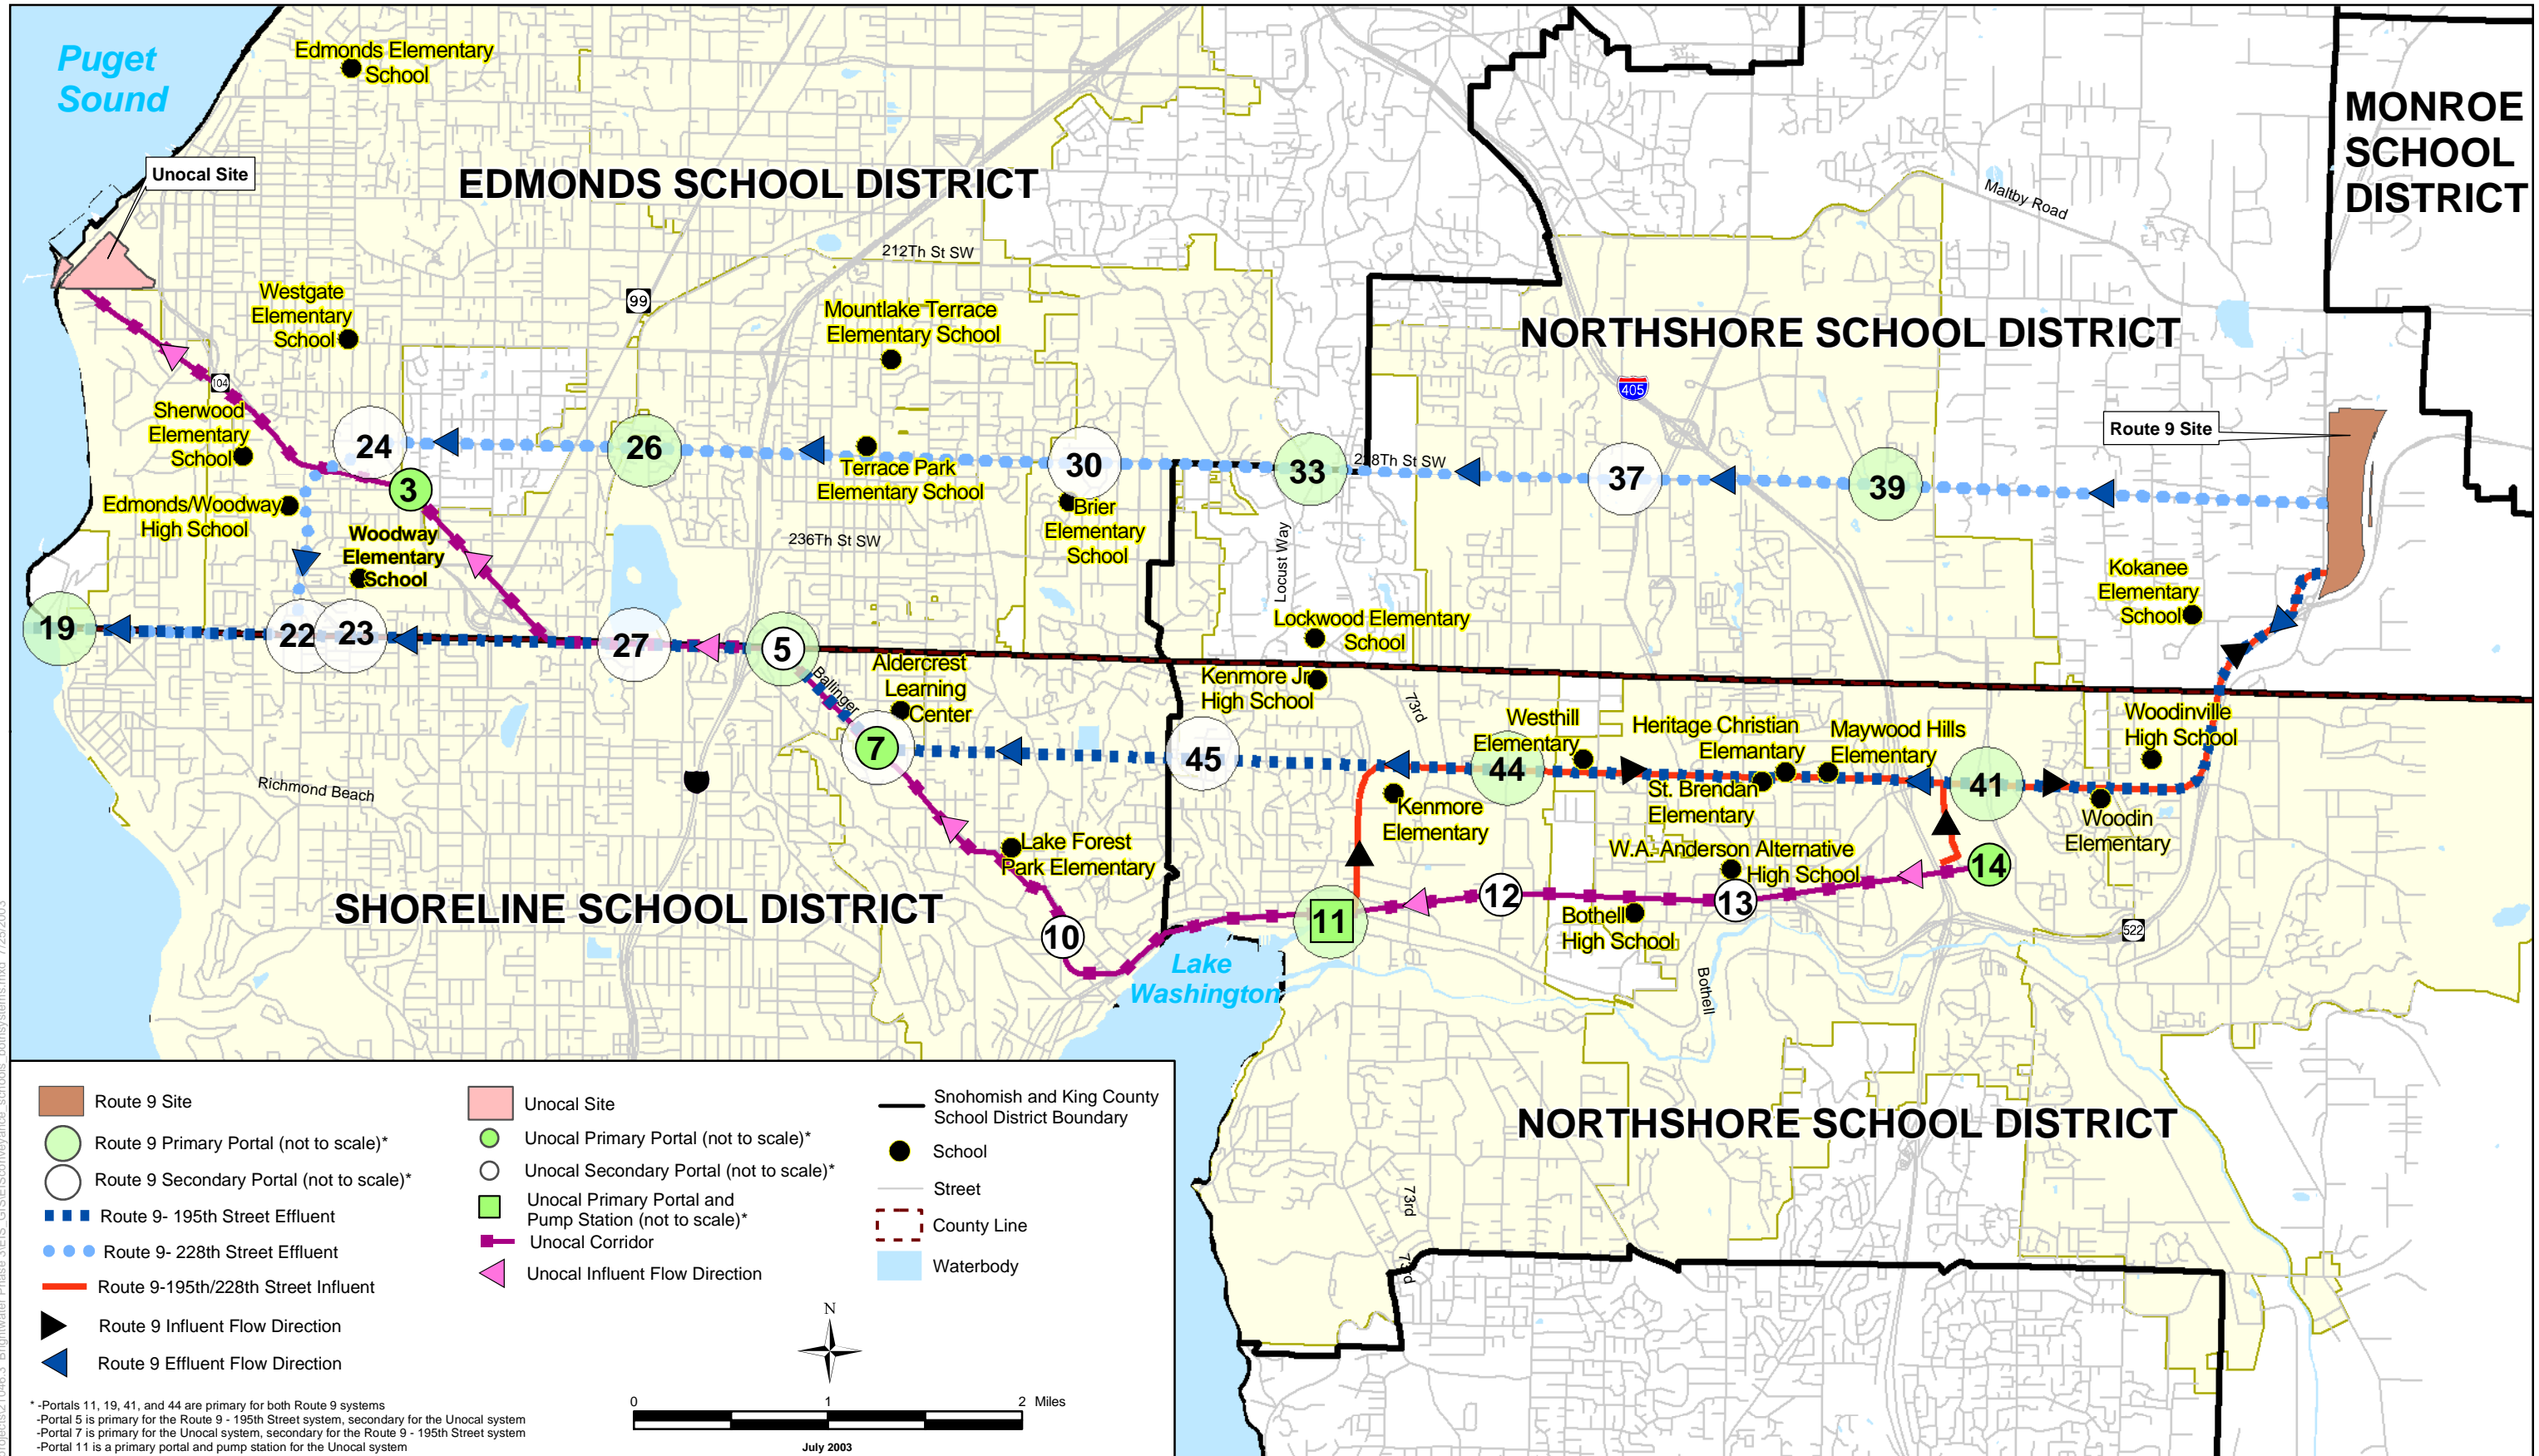 Puget
Sound
Edmonds Elementary
School
Unocal Site
EDMONDS SCHOOL DISTRICT
MONROE
SCHOOL
DISTRICT
Maltby Road
212Th St SW
Westgate
Elementary
School
99
Mountlake Terrace
Elementary School
NORTHSHORE SCHOOL DISTRICT
104
405
Sherwood
Elementary
School
24
26
Terrace Park
Elementary School
30
33
228Th St SW
37
39
Route 9 Site
3
Edmonds/Woodway
High School
Woodway
Elementary
School
236Th St SW
Brier
Elementary
School
Locust Way
Kokanee
Elementary
School
19
22
23
27
5
Lockwood Elementary
School
Ballinger
Aldercrest
Learning
Center
Kenmore Jr
High School
73rd
Westhill
Elementary
Heritage Christian
Elemantary
Maywood Hills
Elementary
Woodinville
High School
7
45
44
41
Richmond Beach
Kenmore
Elementary
St. Brendan
Elementary
Woodin
Elementary
Lake Forest
Park Elementary
W.A. Anderson Alternative
High School
14
SHORELINE SCHOOL DISTRICT
10
11
12
13
Bothell
High School
522
Lake
Washington
Bothell
NORTHSHORE SCHOOL DISTRICT
73rd
73rd
Route 9 Site
Route 9 Primary Portal (not to scale)*
Route 9 Secondary Portal (not to scale)*
Route 9- 195th Street Effluent
Route 9- 228th Street Effluent
Route 9-195th/228th Street Influent
Route 9 Influent Flow Direction
Route 9 Effluent Flow Direction
Unocal Site
Unocal Primary Portal (not to scale)*
Unocal Secondary Portal (not to scale)*
Unocal Primary Portal and
Pump Station (not to scale)*
Unocal Corridor
Unocal Influent Flow Direction
Snohomish and King County
School District Boundary
School
Street
County Line
Waterbody
N
0 1 2 Miles
July 2003
* -Portals 11, 19, 41, and 44 are primary for both Route 9 systems
-Portal 5 is primary for the Route 9 - 195th Street system, secondary for the Unocal system
-Portal 7 is primary for the Unocal system, secondary for the Route 9 - 195th Street system
-Portal 11 is a primary portal and pump station for the Unocal system